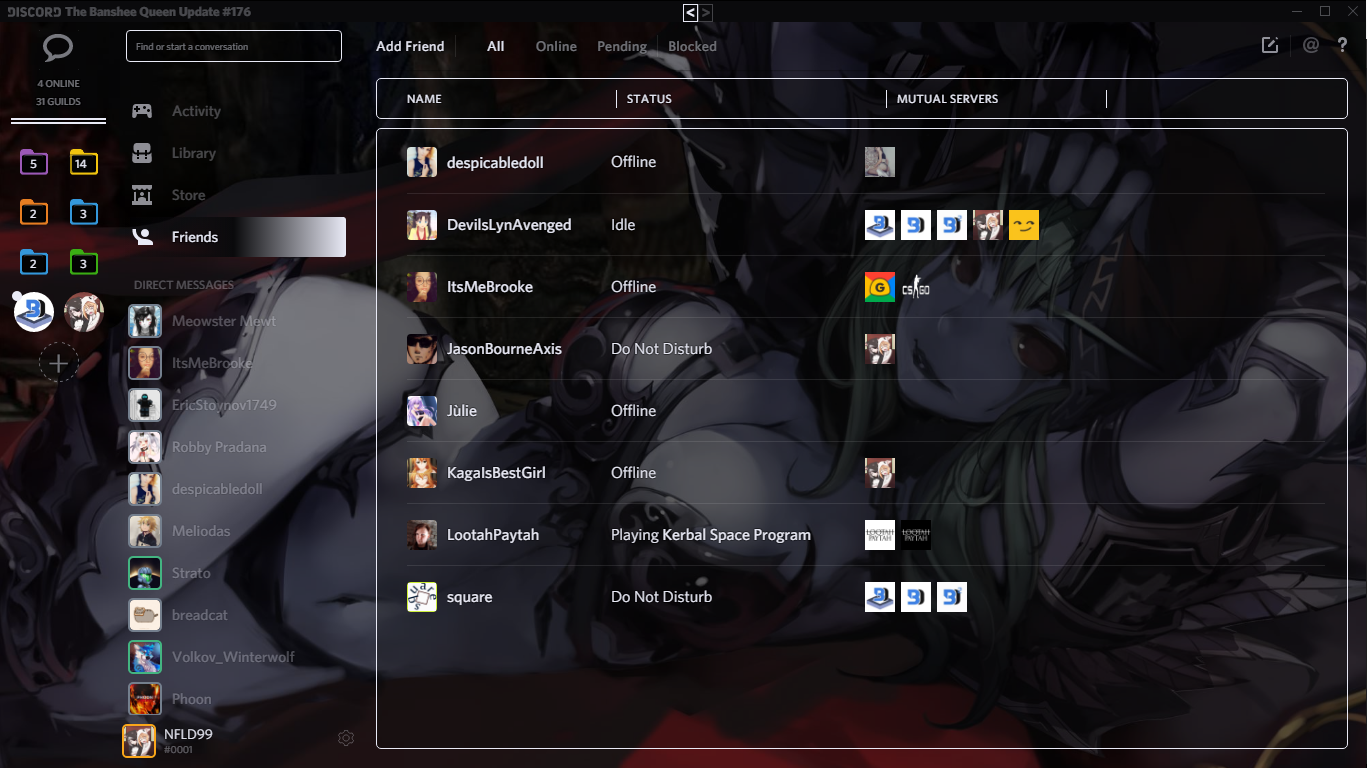 DISCORD The Banshee Queen Update #176
< >
4 ONLINE
31 GUILDS
5
14
2
3
2
3
Find or start a conversation
Activity
Library
Store
Friends
DIRECT MESSAGES
Meowster Mewt
ItsMeBrooke
EricStoynov1749
Robby Pradana
despicabledoll
Meliodas
Strato
breadcat
Volkov_Winterwolf
Phoon
NFLD99
#0001
Add Friend All Online Pending Blocked
@ ?
NAME STATUS MUTUAL SERVERS
despicabledoll Offline
DevilsLynAvenged Idle
ItsMeBrooke Offline G CS GO
JasonBourneAxis Do Not Disturb
Jùlie Offline
KagaIsBestGirl Offline
LootahPaytah Playing Kerbal Space Program LOOTAH PAYTAH LOOTAH PAYTAH
square square Do Not Disturb